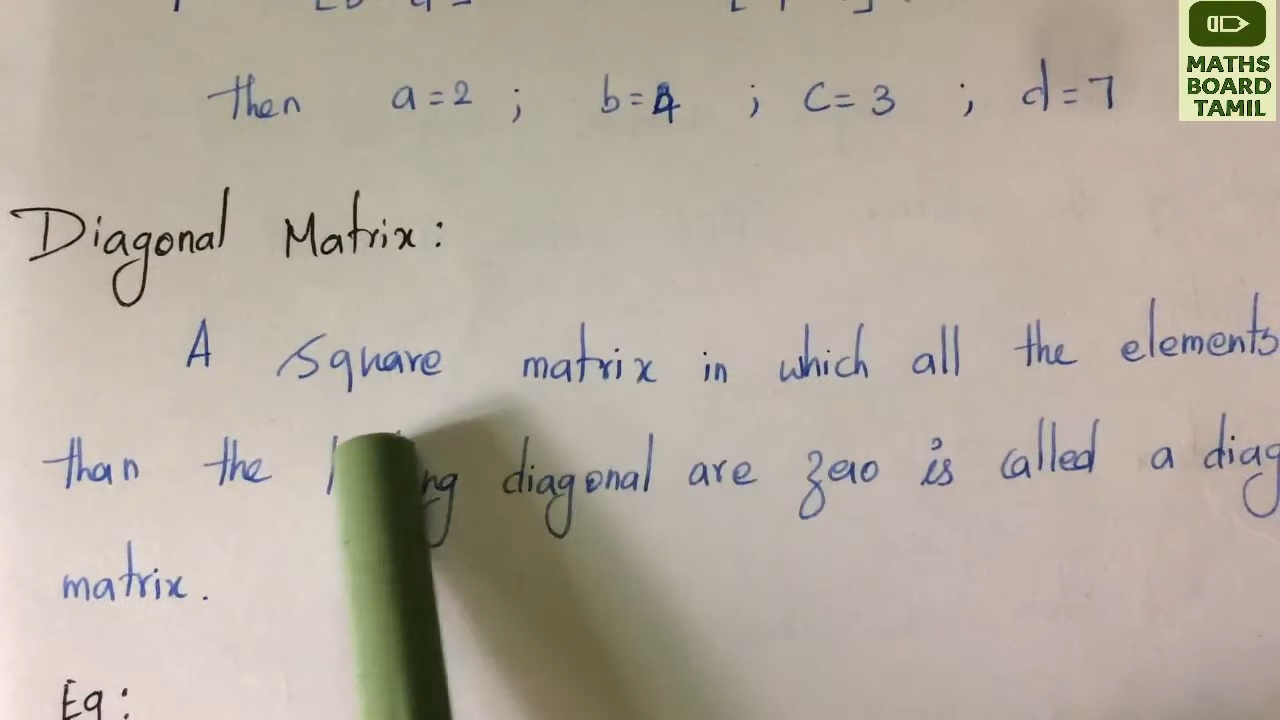 then a=2 ; b=4 ; c=3 ; d=7
MATHS
BOARD
TAMIL
Diagonal Matrix:
A square matrix in which all the elements
than the diagonal are zero is called a diag
matrix.
Eg: